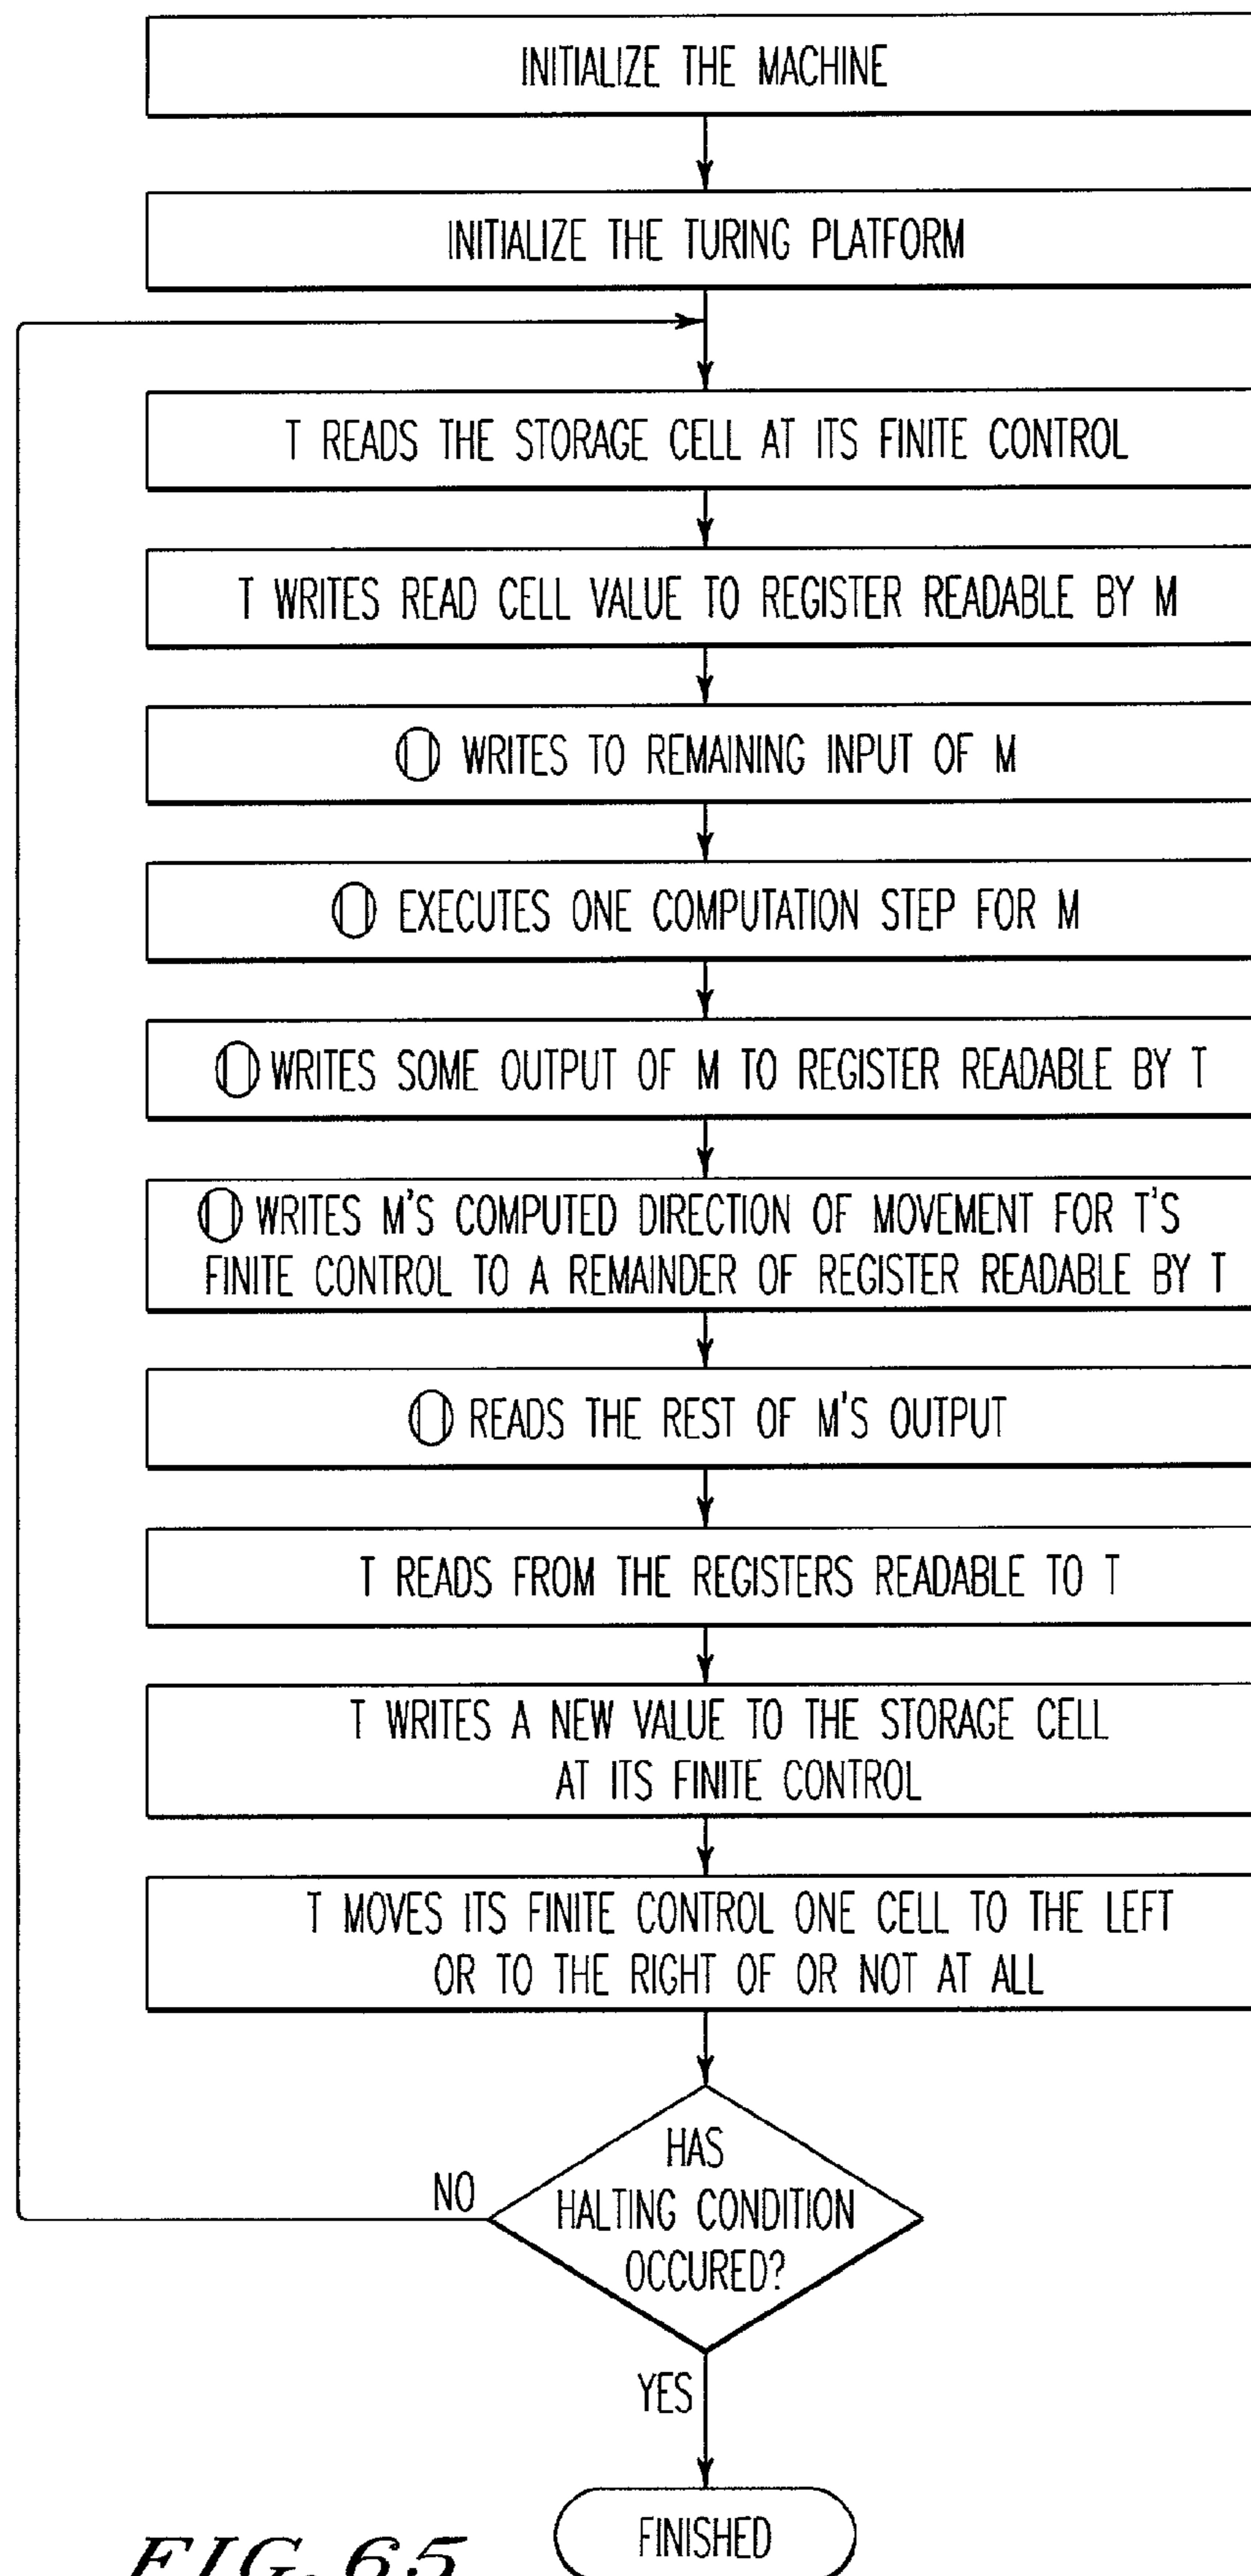 INITIALIZE THE MACHINE
INITIALIZE THE TURING PLATFORM
T READS THE STORAGE CELL AT ITS FINITE CONTROL
T WRITES READ CELL VALUE TO REGISTER READABLE BY M
WRITES TO REMAINING INPUT OF M
EXECUTES ONE COMPUTATION STEP FOR M
WRITES SOME OUTPUT OF M TO REGISTER READABLE BY T
WRITES M'S COMPUTED DIRECTION OF MOVEMENT FOR T'S
FINITE CONTROL TO A REMAINDER OF REGISTER READABLE BY T
READS THE REST OF M'S OUTPUT
T READS FROM THE REGISTERS READABLE TO T
T WRITES A NEW VALUE TO THE STORAGE CELL
AT ITS FINITE CONTROL
T MOVES ITS FINITE CONTROL ONE CELL TO THE LEFT
OR TO THE RIGHT OF OR NOT AT ALL
HAS
HALTING CONDITION
OCCURED?
NO
YES
FINISHED
FIG. 65